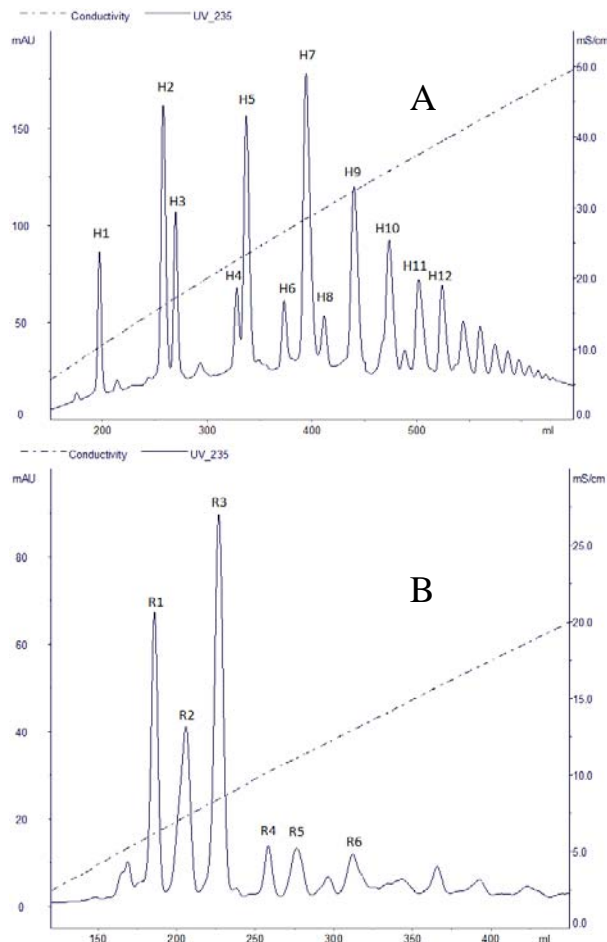 Conductivity UV_235
mAU mS/cm
H7
50.0
A
H2
H5
150
40.0
H9
H3
100
30.0
H1
H10
H4
H11
H12
20.0
H6
H8
50
10.0
0 0.0
200 300 400 500 ml
Conductivity UV_235
mAU mS/cm
R3
25.0
80
B
R1
20.0
60
15.0
R2
40
10.0
20
R4 R5
R6
5.0
0
0.0
150 200 250 300 350 400 ml